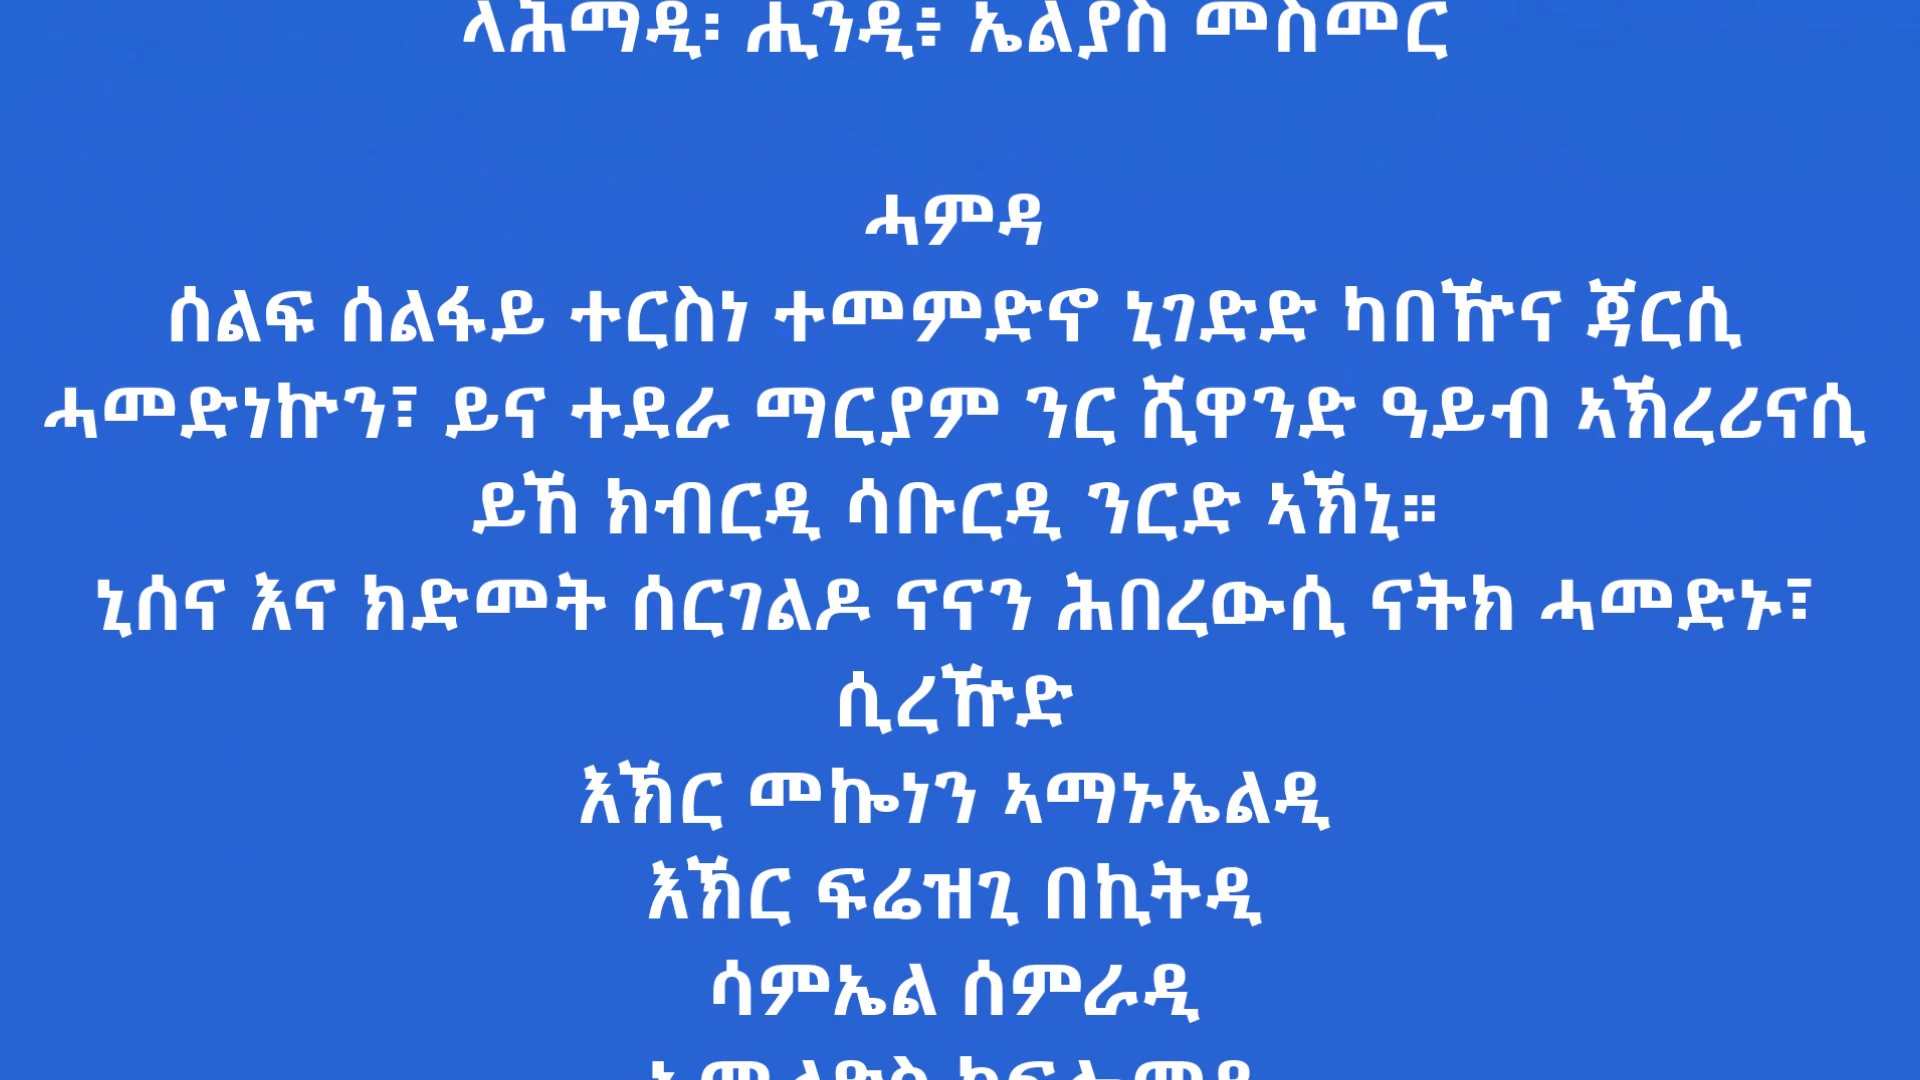 ላሕማዲ፡ ሒንዲ፥ ኤልያስ መስመር
ሓምዳ
ሰልፍ ሰልፋይ ተርስነ ተመምድኖ ኒገድድ ካበዅና ጃርሲ
ሓመድነኵን፣ ይና ተደራ ማርያም ንር ሺዋንድ ዓይብ ኣኽረሪናሲ
ይኸ ክብርዲ ሳቡርዲ ንርድ ኣኽኒ።
ኒሰና እና ክድመት ሰርገልዶ ናናን ሕበረውሲ ናትክ ሓመድኑ፣
ሲረዅድ
እኽር መኰነን ኣማኑኤልዲ
እኽር ፍሬዝጊ በኪትዲ
ሳምኤል ሰምራዲ